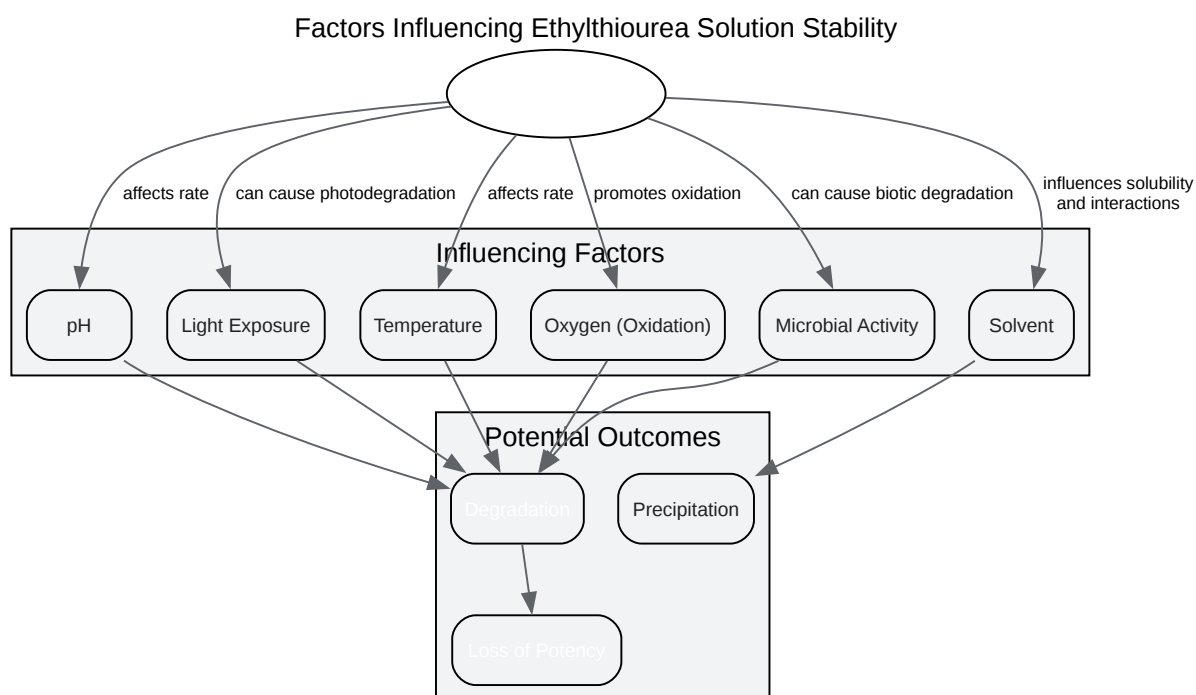 Factors Influencing Ethylthiourea Solution Stability
affects rate
can cause photodegradation
affects rate
promotes oxidation
can cause biotic degradation
influences solubility
and interactions
Influencing Factors
pH
Light Exposure
Temperature
Oxygen (Oxidation)
Microbial Activity
Solvent
Potential Outcomes
Degradation
Precipitation
Loss of Potency